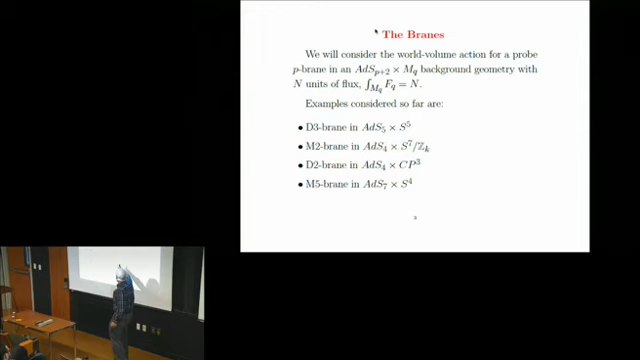 The Branes
We will consider the world-volume action for a probe
p-brane in an AdS_{p+2} × M_q background geometry with
N units of flux, ∫_{M_q} F_q = N.
Examples considered so far are:
• D3-brane in AdS_5 × S^5
• M2-brane in AdS_4 × S^7/ℤ_k
• D2-brane in AdS_4 × CP^3
• M5-brane in AdS_7 × S^4